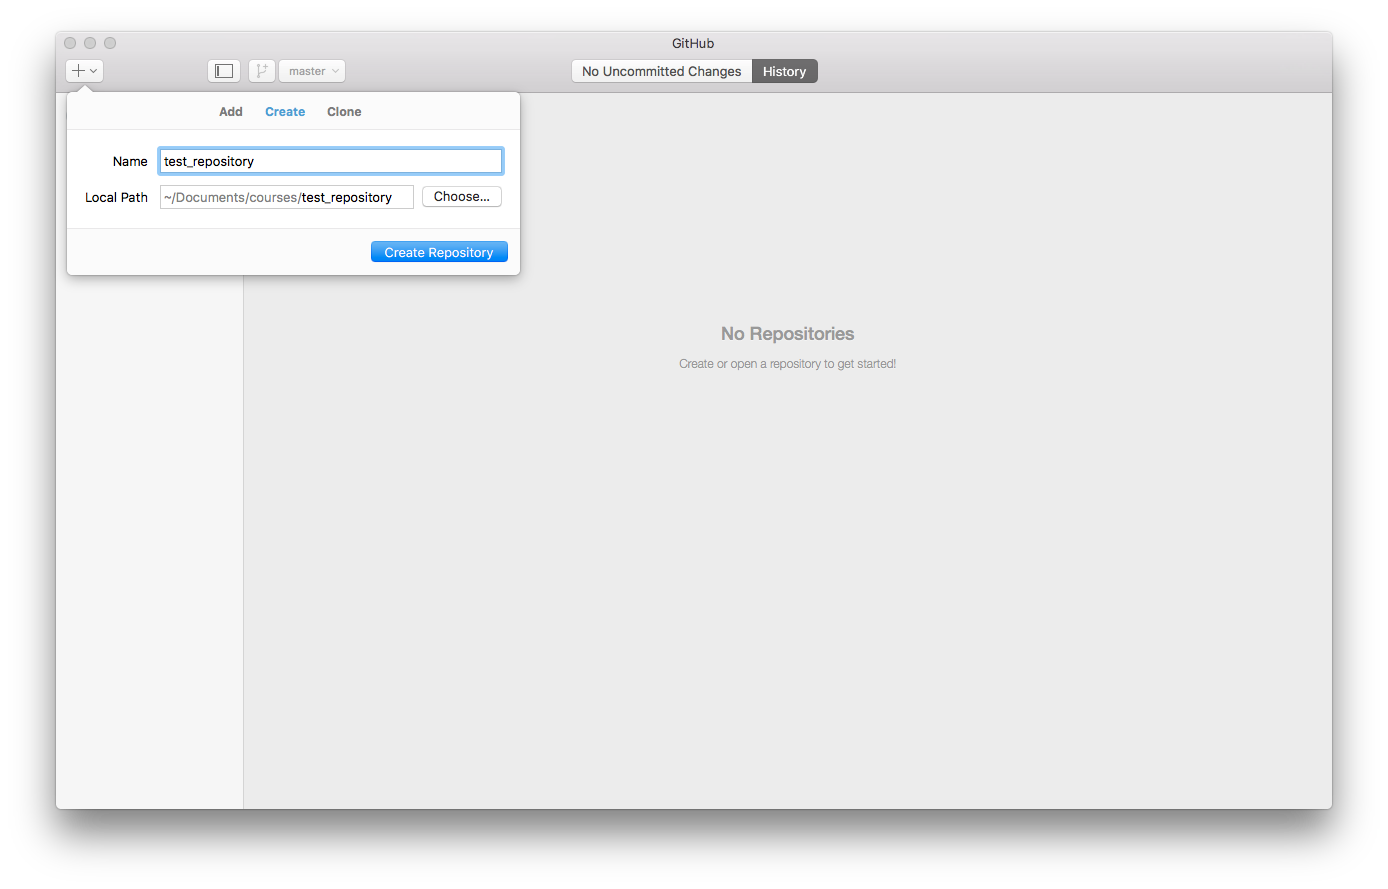 GitHub
master
No Uncommitted Changes History
Add Create Clone
Name test_repository
Local Path ~/Documents/courses/test_repository Choose...
Create Repository
No Repositories
Create or open a repository to get started!